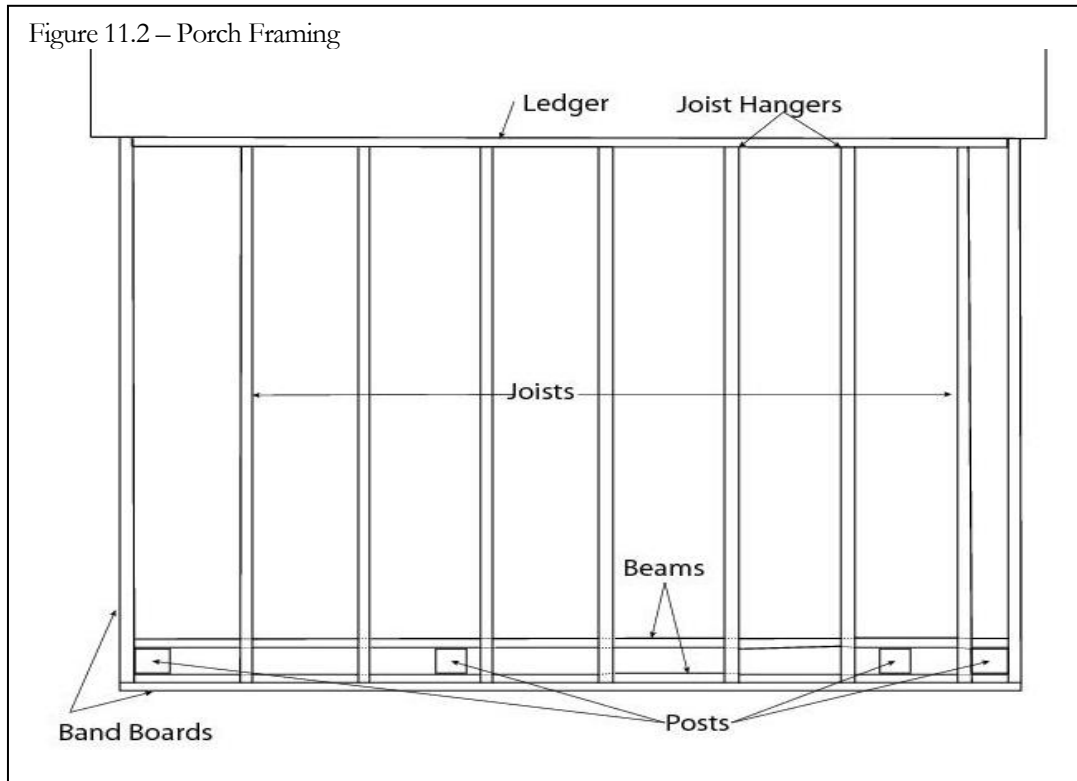 Figure 11.2 – Porch Framing
Ledger
Joist Hangers
Joists
Beams
Band Boards
Posts